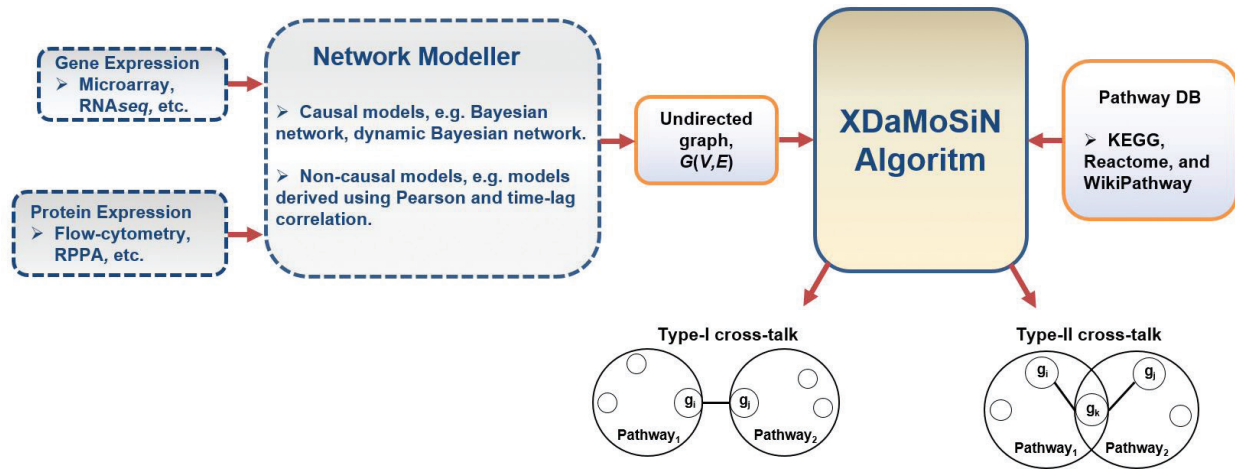 Gene Expression
➢ Microarray,
RNAseq, etc.
Protein Expression
➢ Flow-cytometry,
RPPA, etc.
Network Modeller
➢ Causal models, e.g. Bayesian
network, dynamic Bayesian network.
➢ Non-causal models, e.g. models
derived using Pearson and time-lag
correlation.
Undirected
graph,
G(V,E)
XDaMoSiN
Algoritm
Pathway DB
➢ KEGG,
Reactome, and
WikiPathway
Type-I cross-talk
gi gj
Pathway1 Pathway2
Type-II cross-talk
gi gj
gk
Pathway1 Pathway2